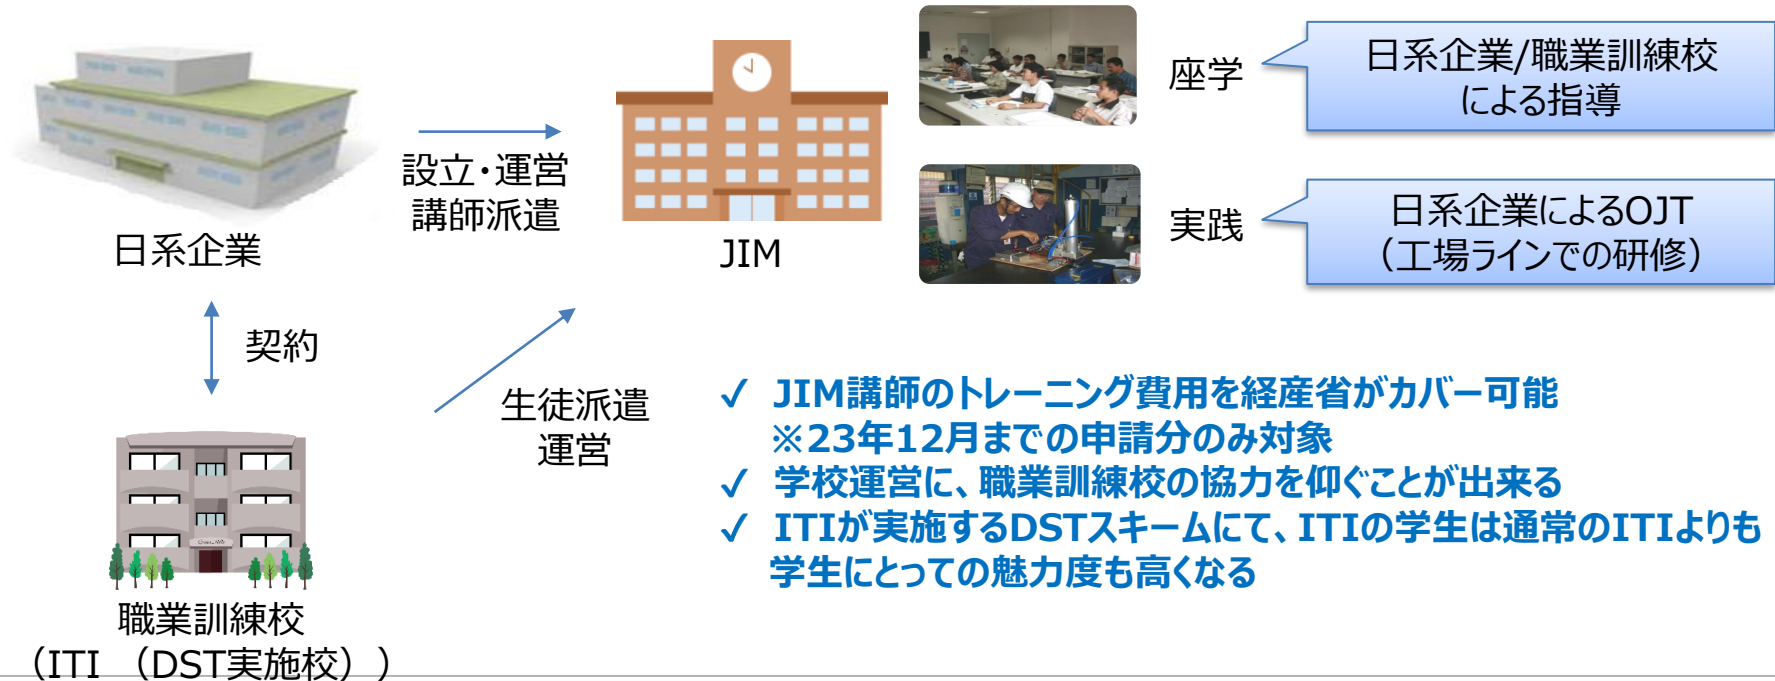 日系企業
設立・運営
講師派遣
JIM
座学
日系企業/職業訓練校
による指導
実践
日系企業によるOJT
（工場ラインでの研修）
契約
生徒派遣
運営
職業訓練校
（ITI （DST実施校））
✓ JIM講師のトレーニング費用を経産省がカバー可能
※23年12月までの申請分のみ対象
✓ 学校運営に、職業訓練校の協力を仰ぐことが出来る
✓ ITIが実施するDSTスキームにて、ITIの学生は通常のITIよりも
学生にとっての魅力度も高くなる